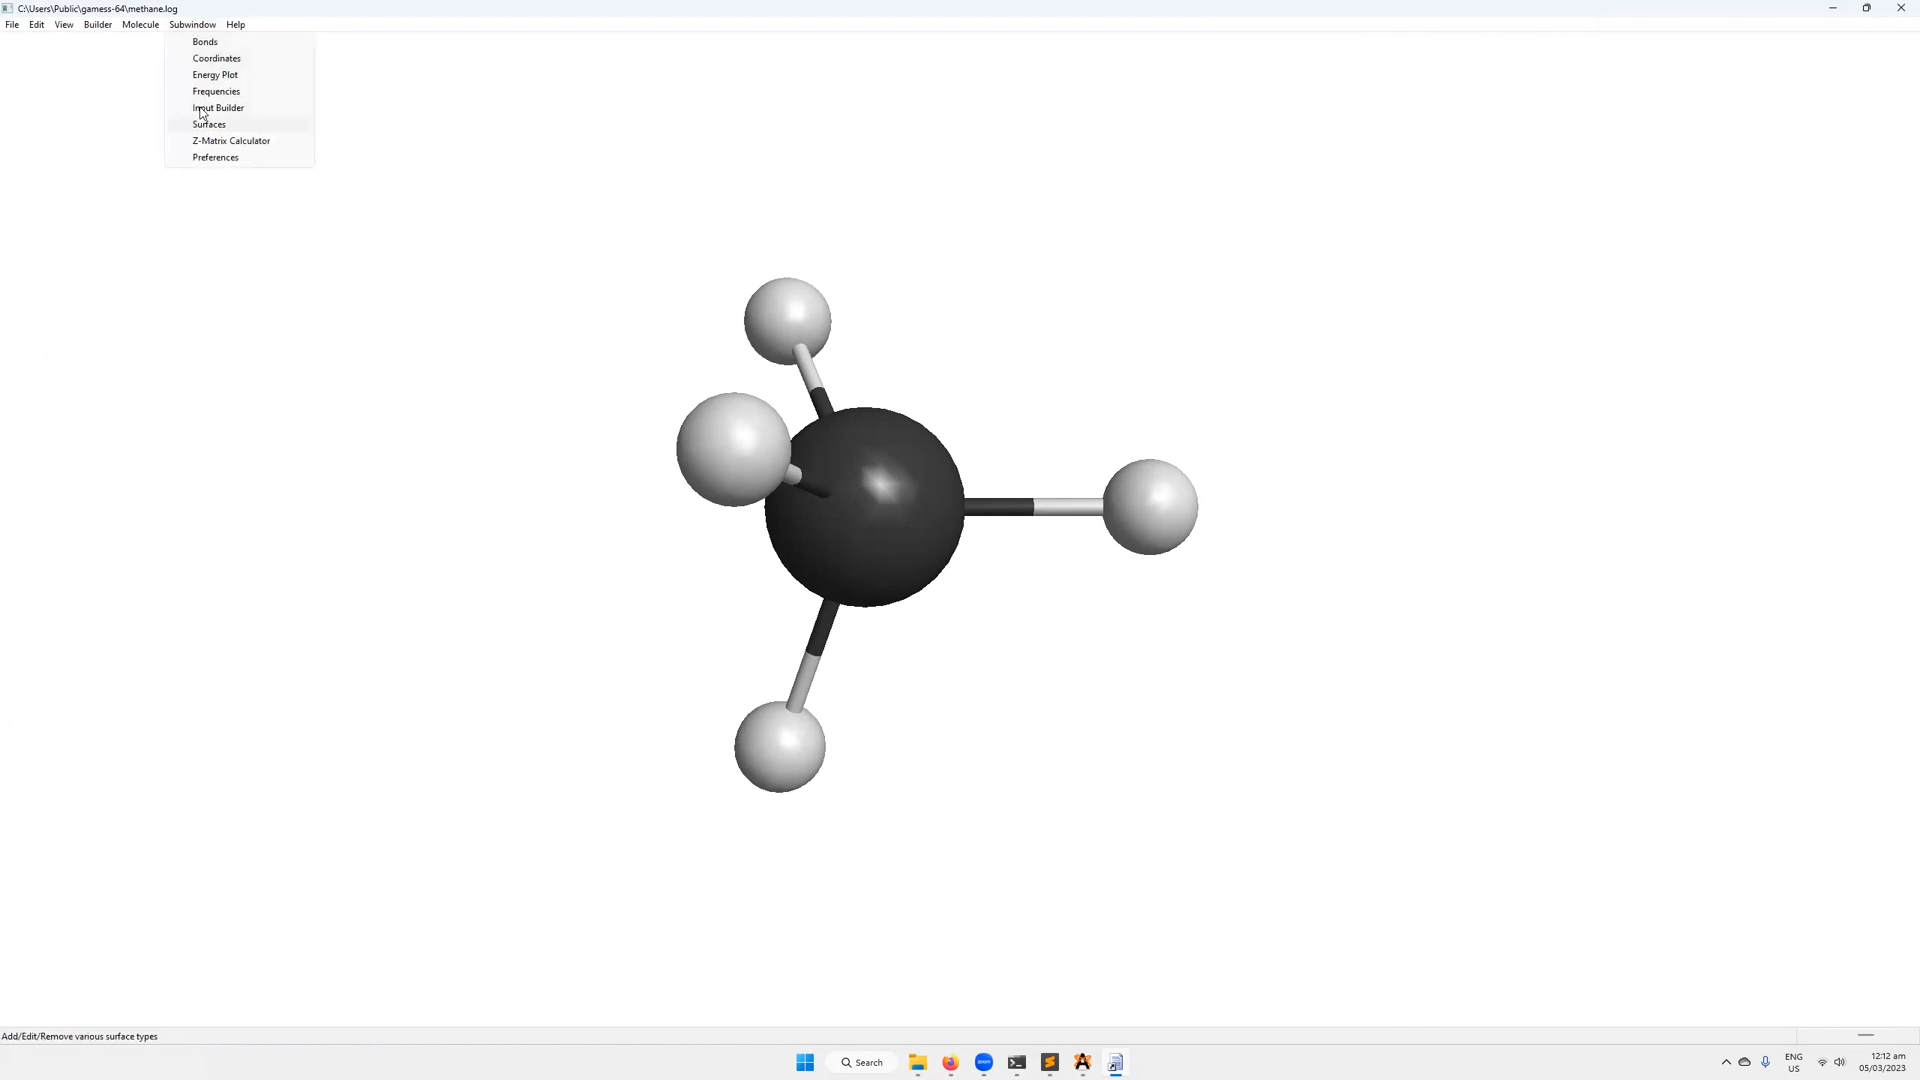 C:\Users\Public\gamess-64\methane.log
File Edit View Builder Molecule Subwindow Help
Bonds
Coordinates
Energy Plot
Frequencies
Input Builder
Surfaces
Z-Matrix Calculator
Preferences
Add/Edit/Remove various surface types
Search
zoom
ENG
US
12:12 am
05/03/2023